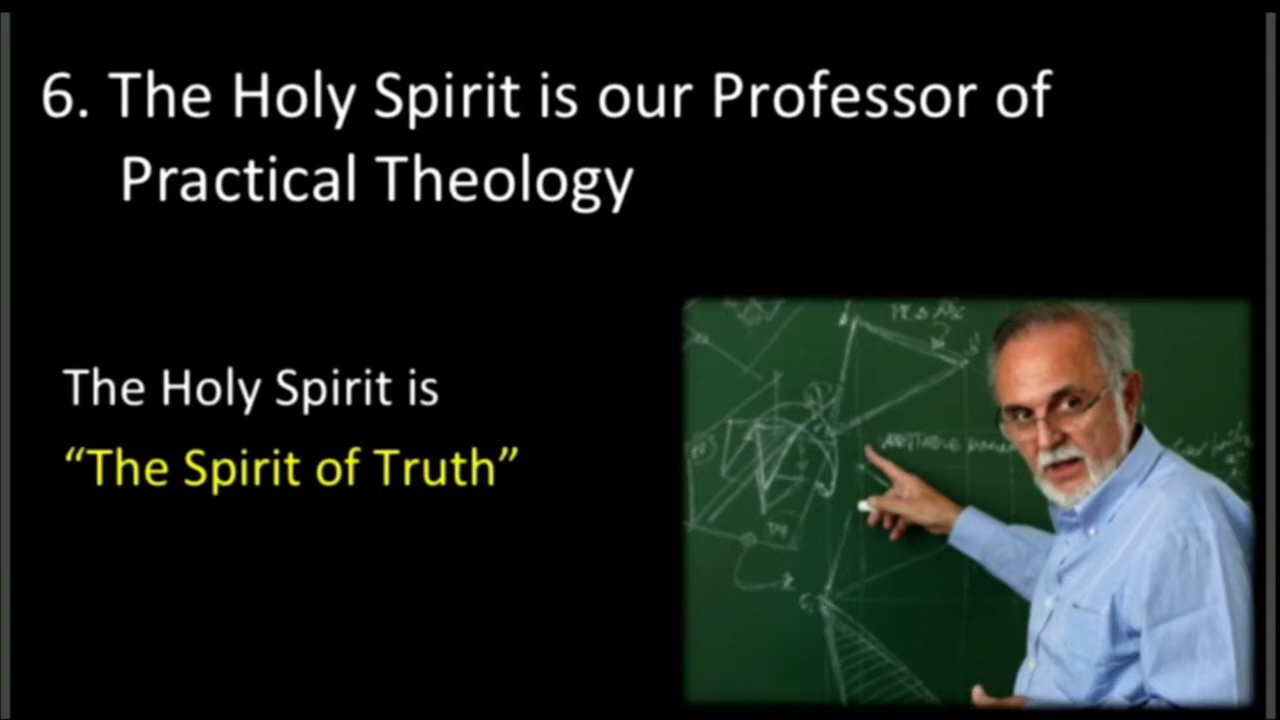 6. The Holy Spirit is our Professor of
Practical Theology
The Holy Spirit is
“The Spirit of Truth”